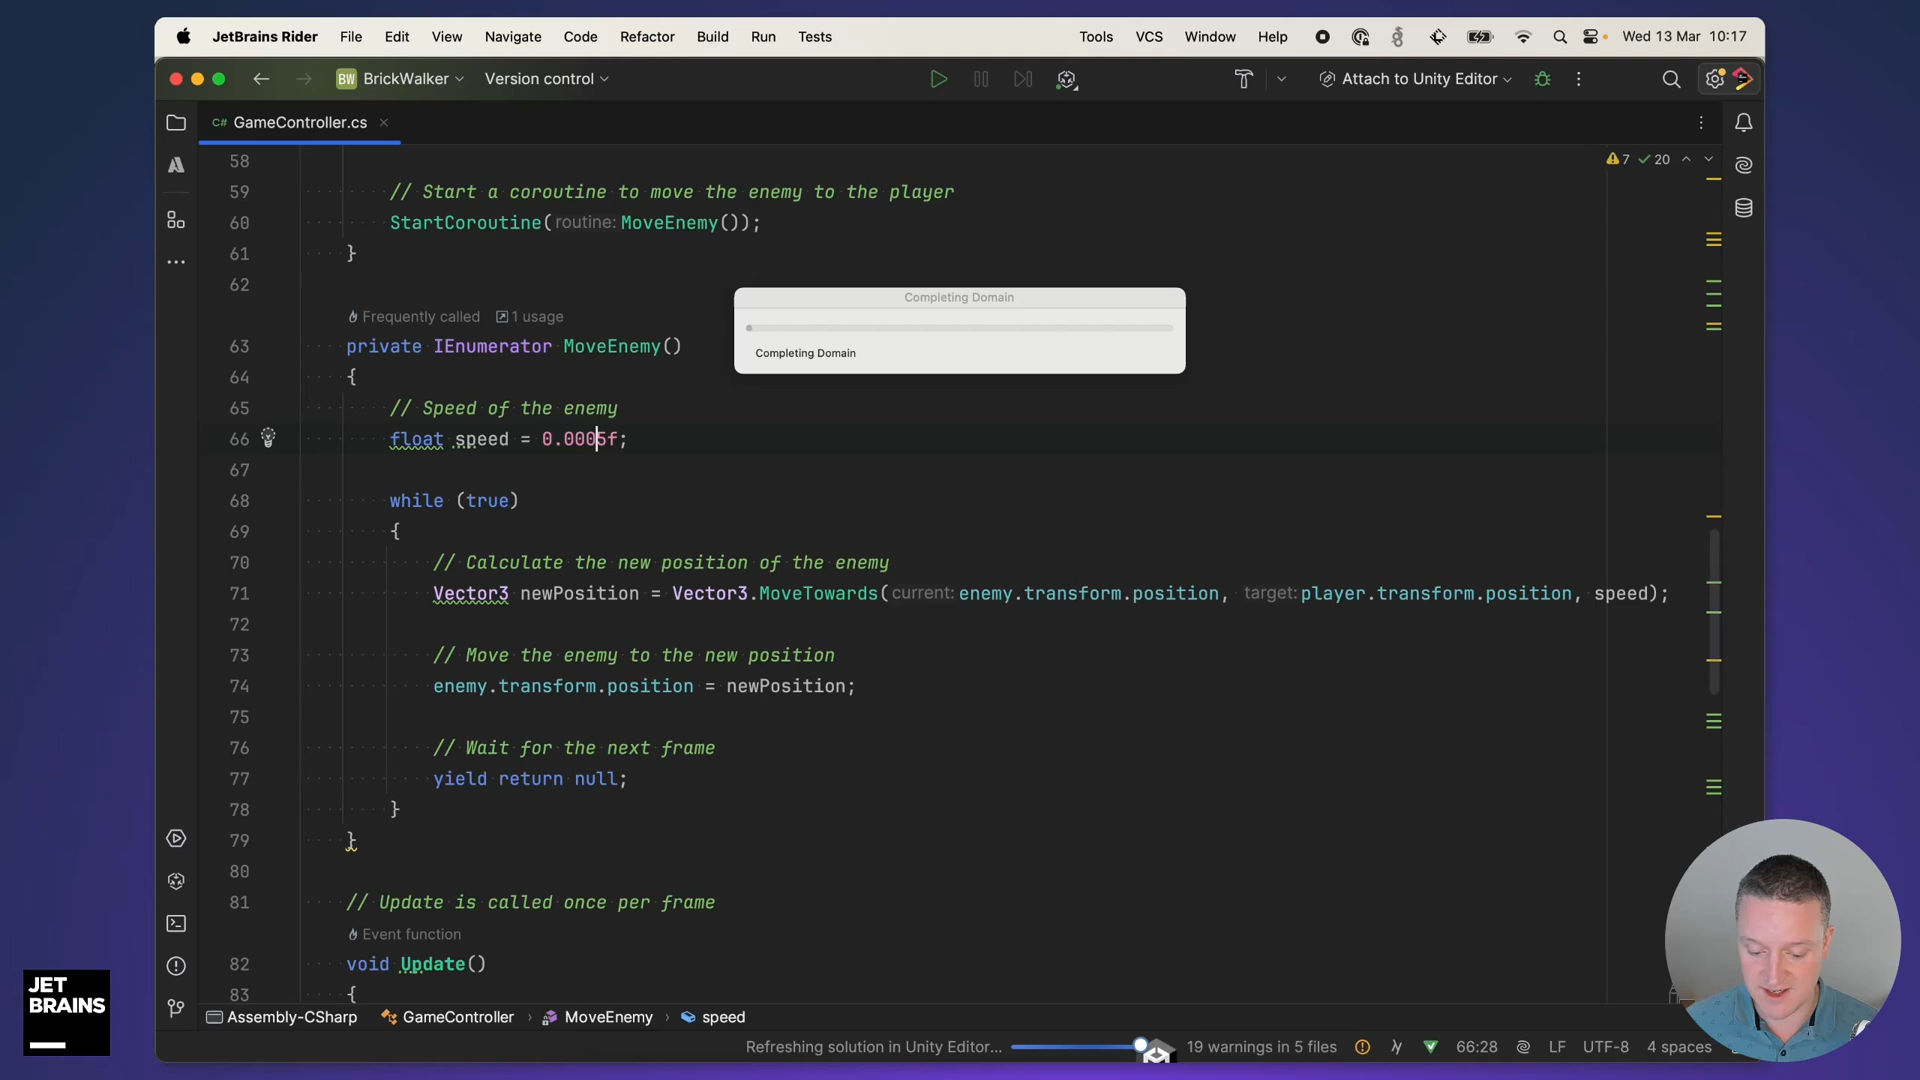 JetBrains Rider File Edit View Navigate Code Refactor Build Run Tests Tools VCS Window Help Wed 13 Mar 10:17
BW BrickWalker Version control Attach to Unity Editor
C# GameController.cs
7 20
58
59 // Start a coroutine to move the enemy to the player
60 StartCoroutine(routine: MoveEnemy());
61 }
62
Completing Domain
Completing Domain
Frequently called 1 usage
63 private IEnumerator MoveEnemy()
64 {
65 // Speed of the enemy
66 float speed = 0.0005f;
67
68 while (true)
69 {
70 // Calculate the new position of the enemy
71 Vector3 newPosition = Vector3.MoveTowards(current: enemy.transform.position, target: player.transform.position, speed);
72
73 // Move the enemy to the new position
74 enemy.transform.position = newPosition;
75
76 // Wait for the next frame
77 yield return null;
78 }
79 }
80
81 // Update is called once per frame
Event function
82 void Update()
83 {
Assembly-CSharp GameController › MoveEnemy › speed
Refreshing solution in Unity Editor... 19 warnings in 5 files 66:28 LF UTF-8 4 spaces
JET
BRAINS